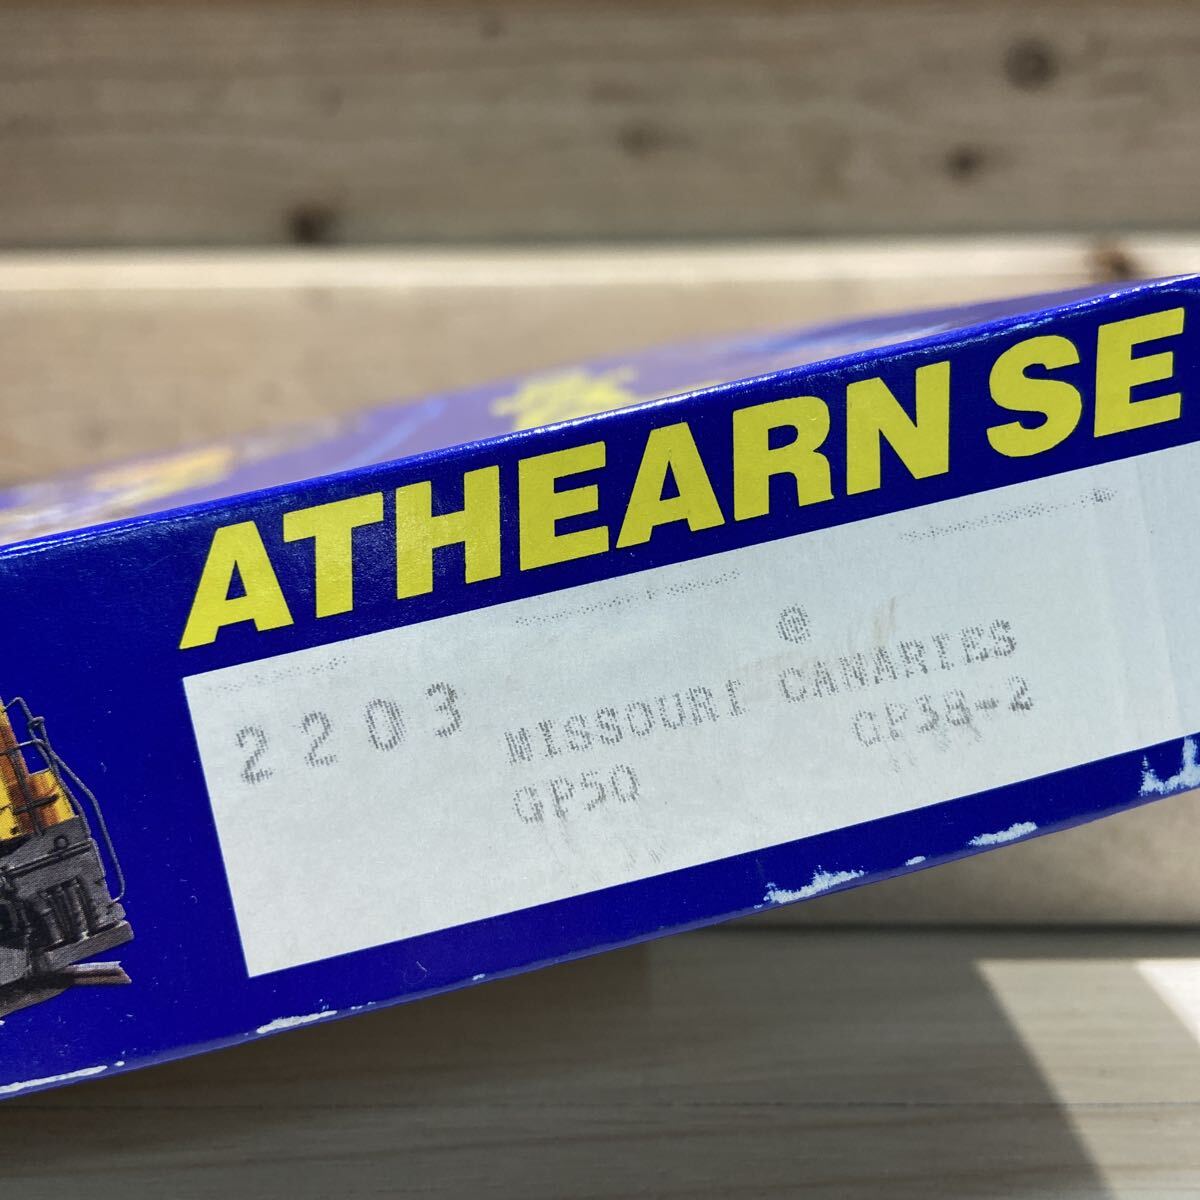 ATHEARN SE
@
2203 MISSOURI CANARIES
GP50 GP38-2